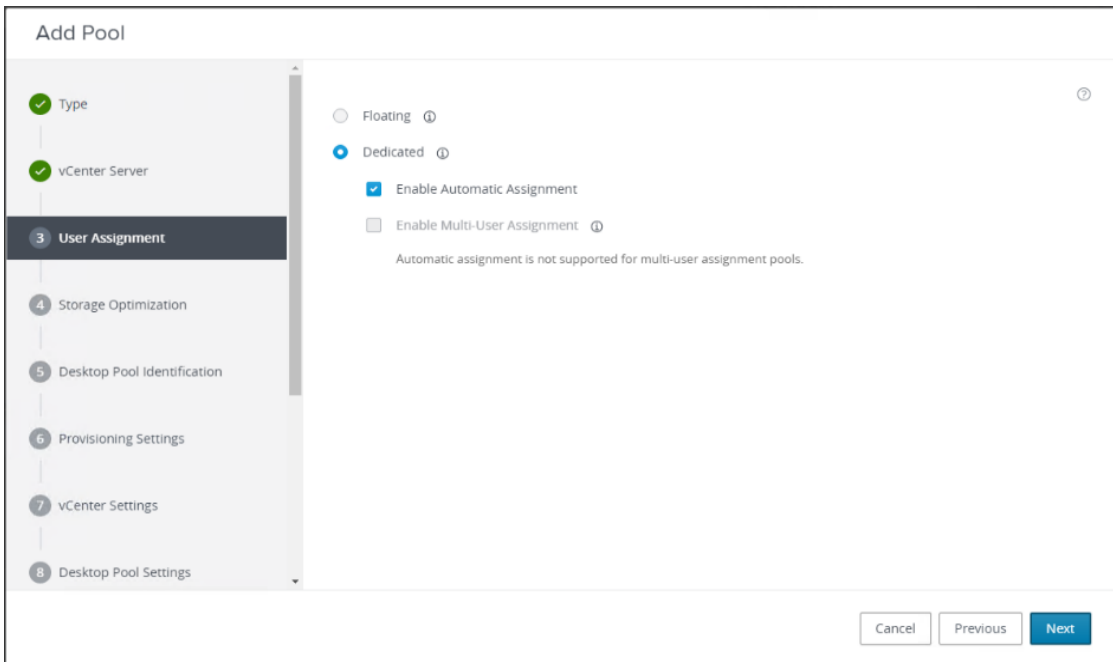 Add Pool
Type
vCenter Server
3 User Assignment
4 Storage Optimization
5 Desktop Pool Identification
6 Provisioning Settings
7 vCenter Settings
8 Desktop Pool Settings
Floating
Dedicated
Enable Automatic Assignment
Enable Multi-User Assignment
Automatic assignment is not supported for multi-user assignment pools.
Cancel Previous Next